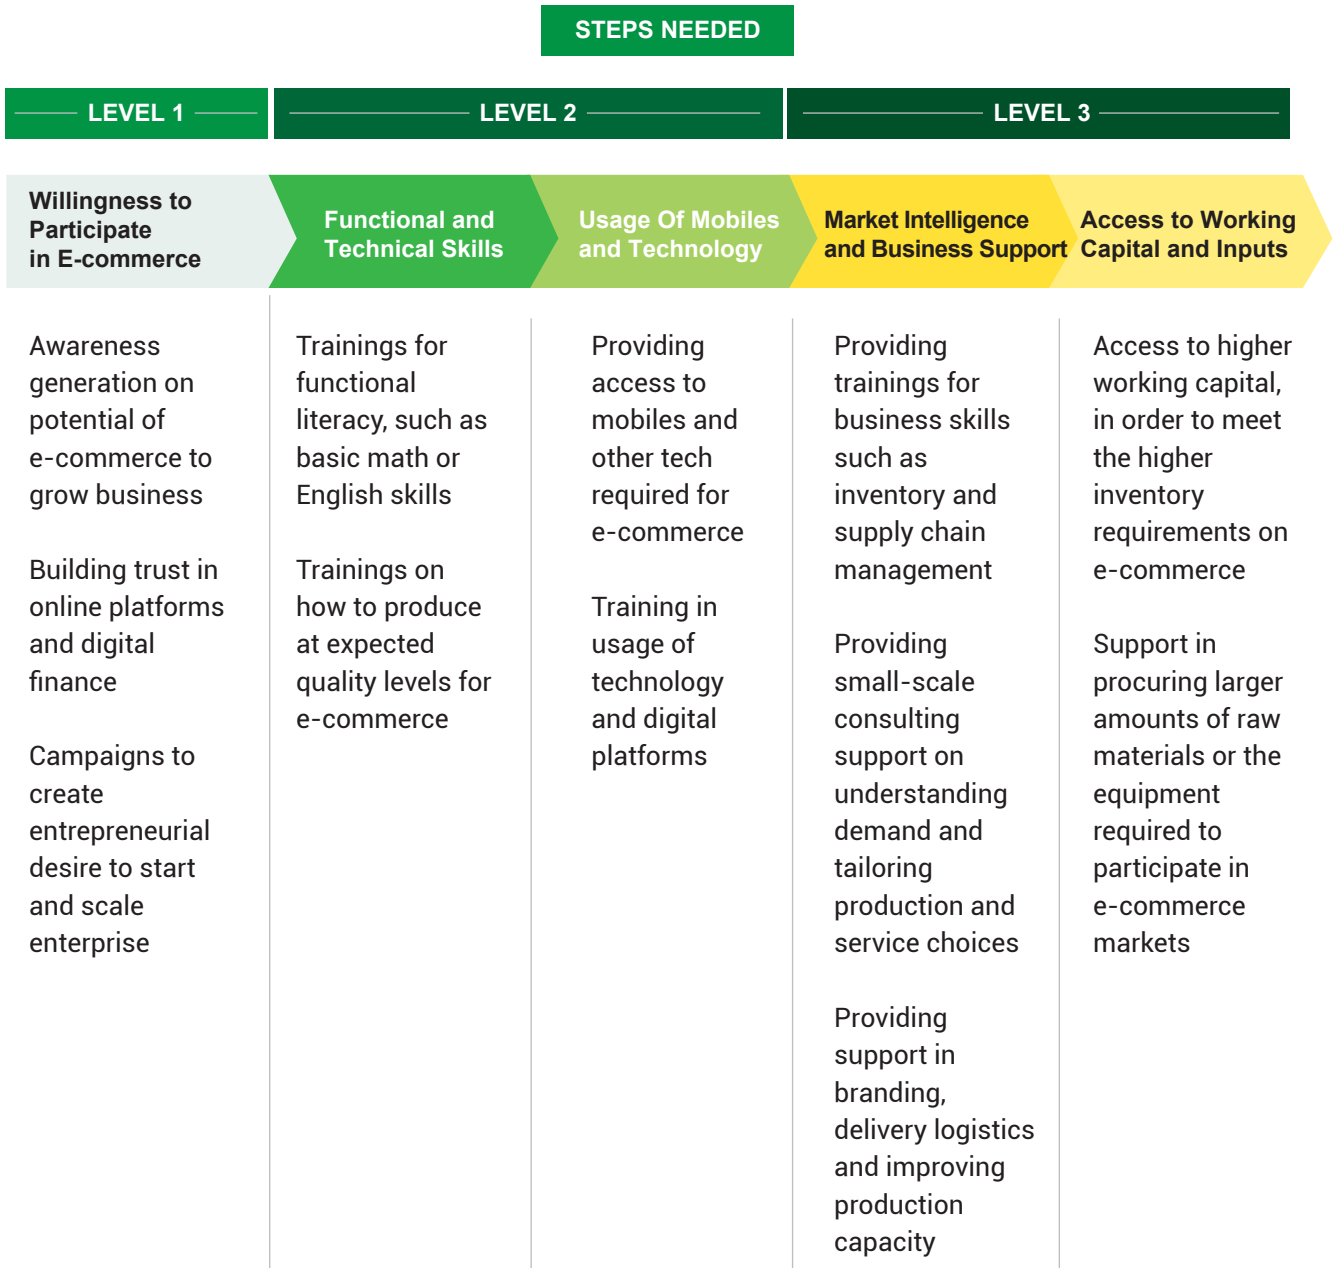 STEPS NEEDED
LEVEL 1
LEVEL 2
LEVEL 3
Willingness to
Participate
in E-commerce
Functional and
Technical Skills
Usage Of Mobiles
and Technology
Market Intelligence
and Business Support
Access to Working
Capital and Inputs
Awareness
generation on
potential of
e-commerce to
grow business
Building trust in
online platforms
and digital
finance
Campaigns to
create
entrepreneurial
desire to start
and scale
enterprise
Trainings for
functional
literacy, such as
basic math or
English skills
Trainings on
how to produce
at expected
quality levels for
e-commerce
Providing
access to
mobiles and
other tech
required for
e-commerce
Training in
usage of
technology
and digital
platforms
Providing
trainings for
business skills
such as
inventory and
supply chain
management
Providing
small-scale
consulting
support on
understanding
demand and
tailoring
production and
service choices
Providing
support in
branding,
delivery logistics
and improving
production
capacity
Access to higher
working capital,
in order to meet
the higher
inventory
requirements on
e-commerce
Support in
procuring larger
amounts of raw
materials or the
equipment
required to
participate in
e-commerce
markets